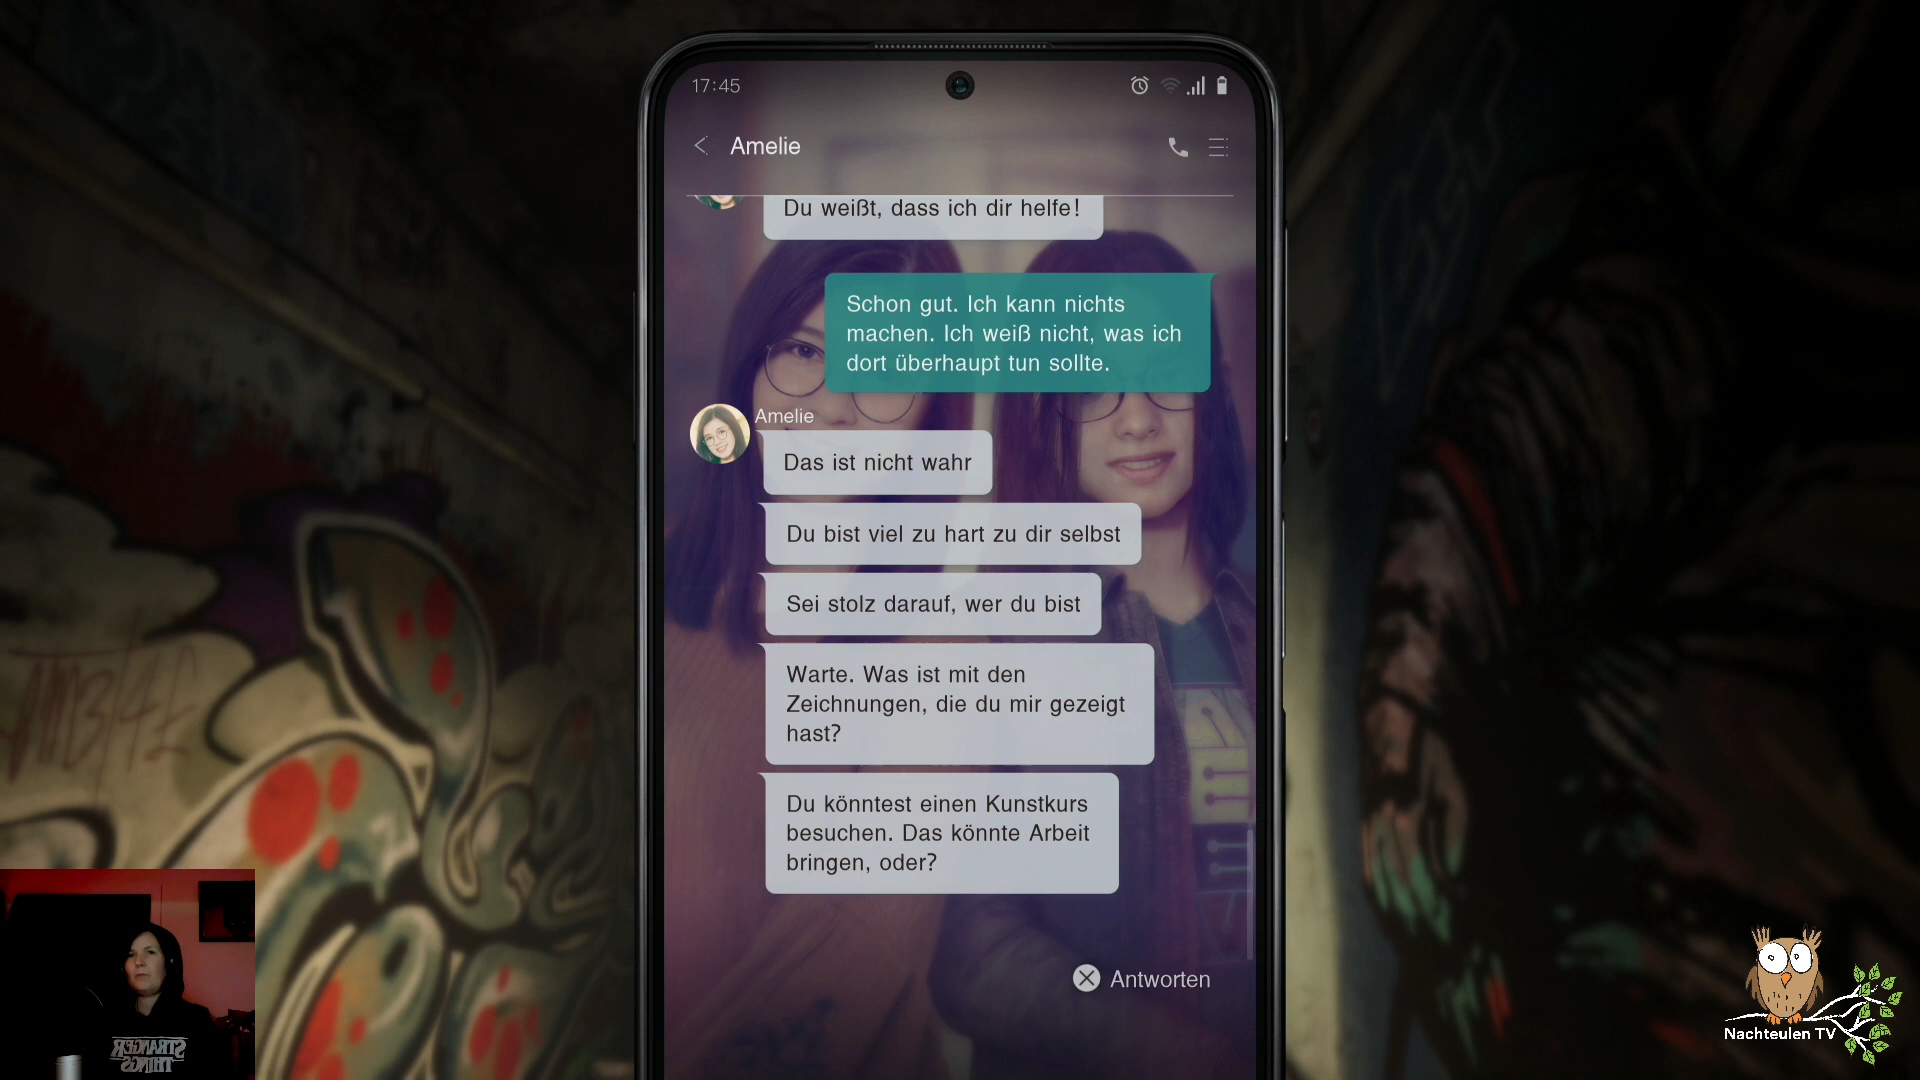 17:45
Amelie
Du weißt, dass ich dir helfe!
Schon gut. Ich kann nichts
machen. Ich weiß nicht, was ich
dort überhaupt tun sollte.
Amelie
Das ist nicht wahr
Du bist viel zu hart zu dir selbst
Sei stolz darauf, wer du bist
Warte. Was ist mit den
Zeichnungen, die du mir gezeigt
hast?
Du könntest einen Kunstkurs
besuchen. Das könnte Arbeit
bringen, oder?
Antworten
STRANGER
THINGS
Nachteulen TV